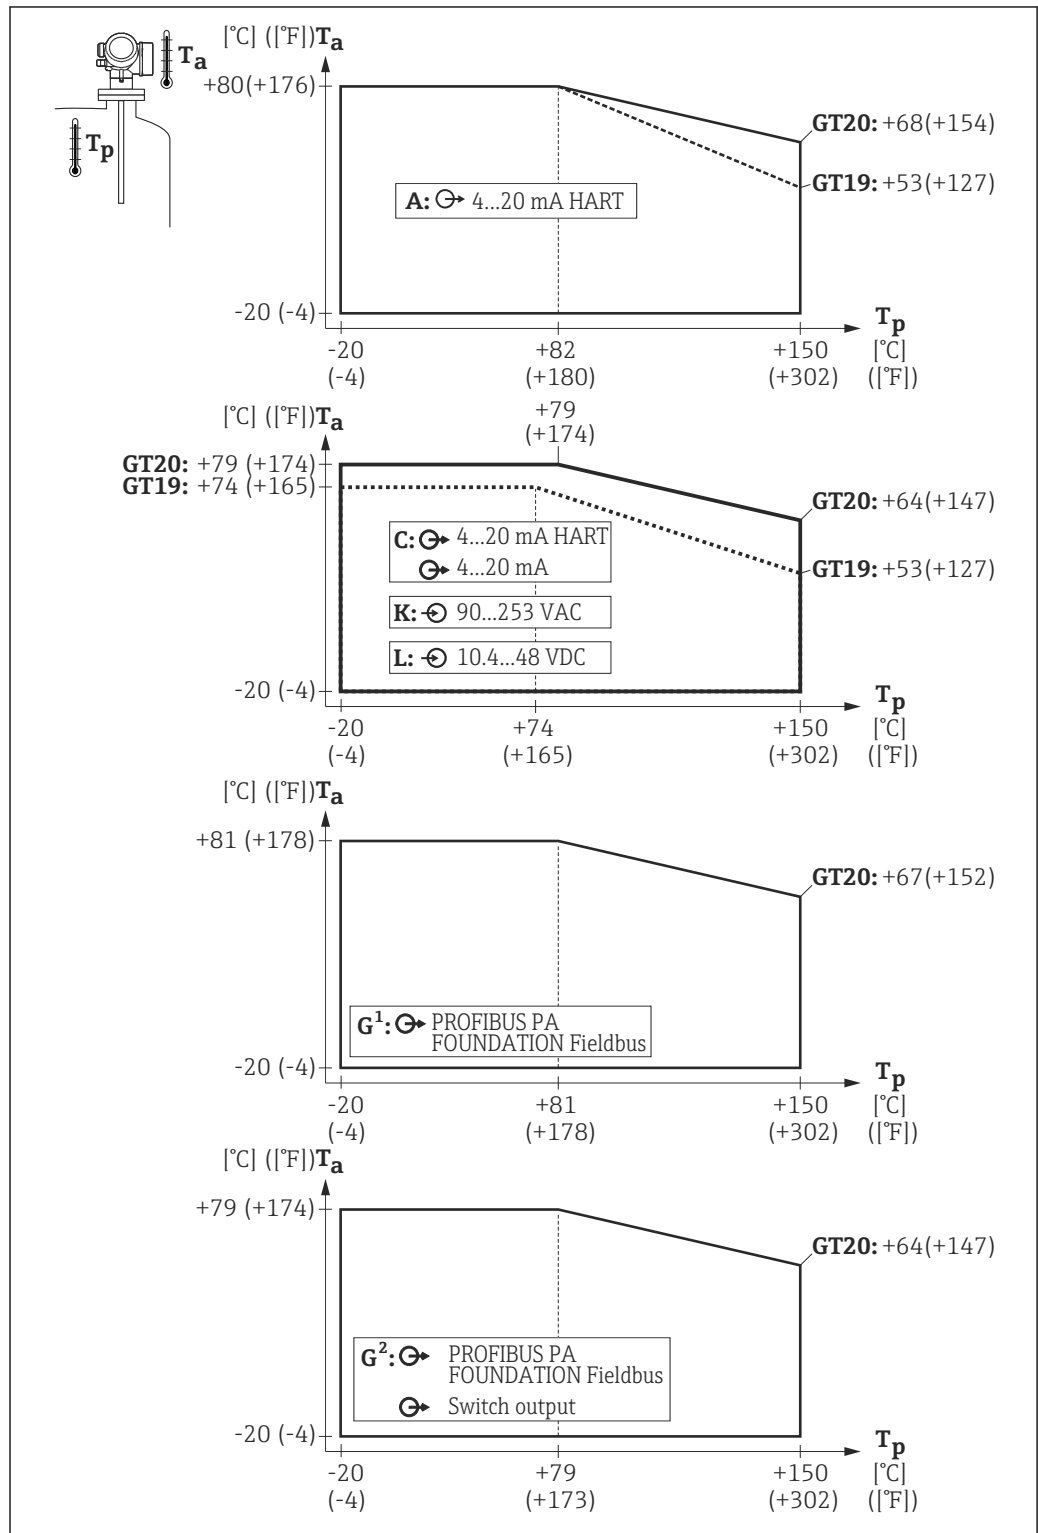 [°C] ([°F])Ta
Ta
Tp
+80(+176)
GT20: +68(+154)
GT19: +53(+127)
A: 4...20 mA HART
-20 (-4)
Tp
-20 +82 +150 [°C]
(-4) (+180) (+302) ([°F])
[°C] ([°F])Ta
+79
(+174)
GT20: +79 (+174)
GT19: +74 (+165)
GT20: +64(+147)
C: 4...20 mA HART
4...20 mA
GT19: +53(+127)
K: 90...253 VAC
L: 10.4...48 VDC
-20 (-4)
Tp
-20 +74 +150 [°C]
(-4) (+165) (+302) ([°F])
[°C] ([°F])Ta
+81 (+178)
GT20: +67(+152)
G1: PROFIBUS PA
FOUNDATION Fieldbus
-20 (-4)
Tp
-20 +81 +150 [°C]
(-4) (+178) (+302) ([°F])
[°C] ([°F])Ta
+79 (+174)
GT20: +64(+147)
G2: PROFIBUS PA
FOUNDATION Fieldbus
Switch output
-20 (-4)
Tp
-20 +79 +150 [°C]
(-4) (+173) (+302) ([°F])